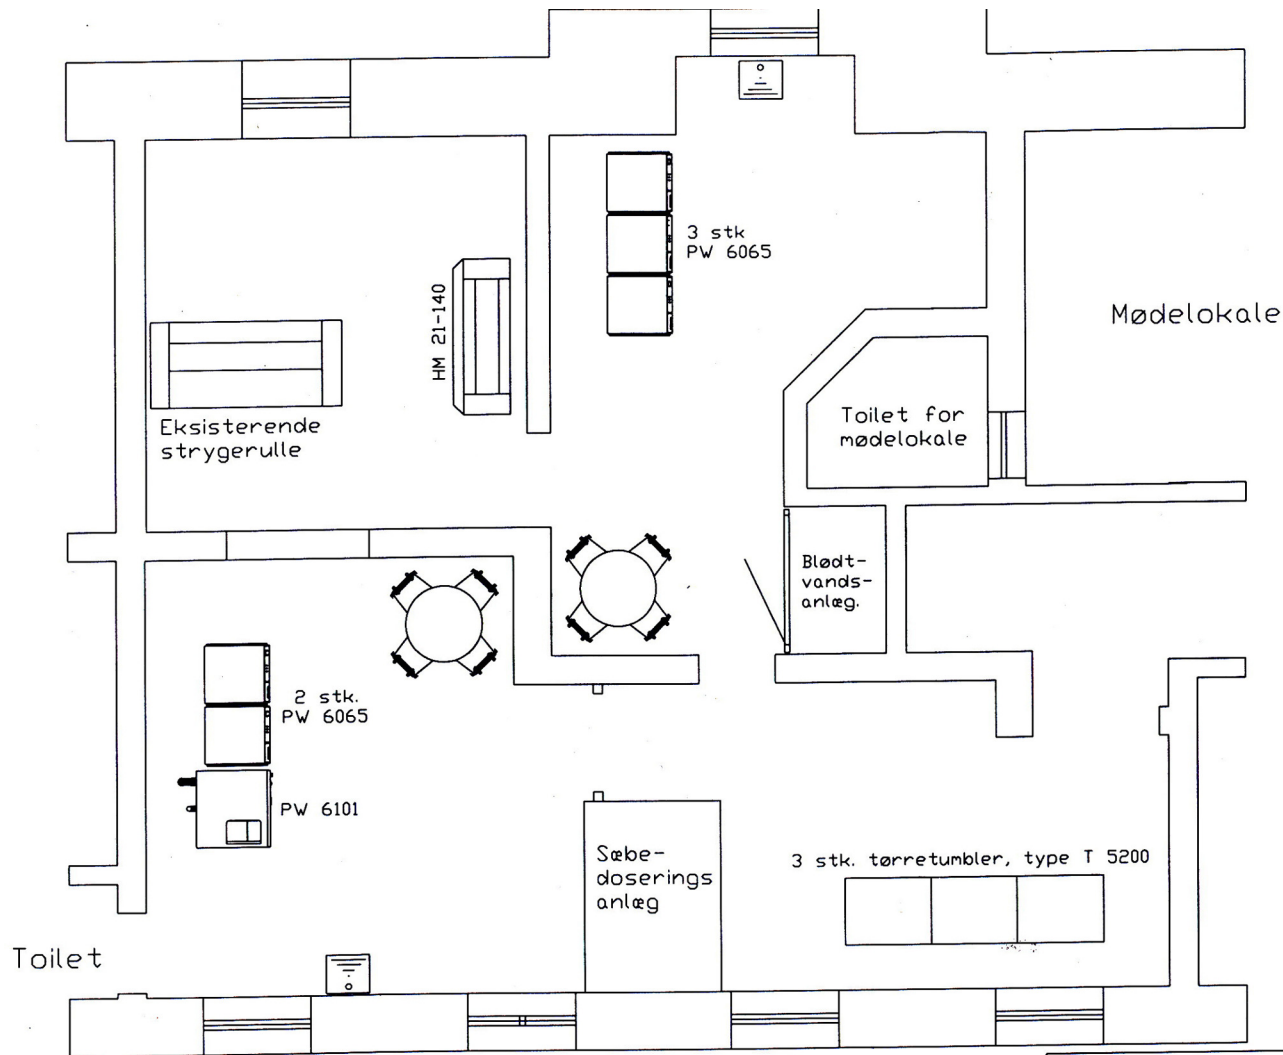 3 stk
PW 6065
HM 21-140
Mødelokale
Eksisterende
strygerulle
Toilet for
mødelokale
Blødt-
vands-
anlæg.
2 stk.
PW 6065
PW 6101
Sæbe-
doserings
anlæg
3 stk. tørretumbler, type T 5200
Toilet